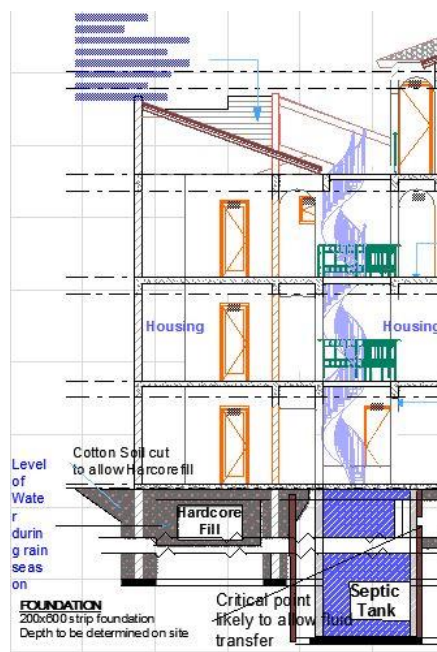 Housing
Housing
Cotton Soil cut
to allow Harcore fill
Level
of
Wate
r
durin
g rain
seas
on
Hardcore
Fill
FOUNDATION
200x600 strip foundation
Depth to be determined on site
Critical point
likely to allow fluid
transfer
Septic
Tank